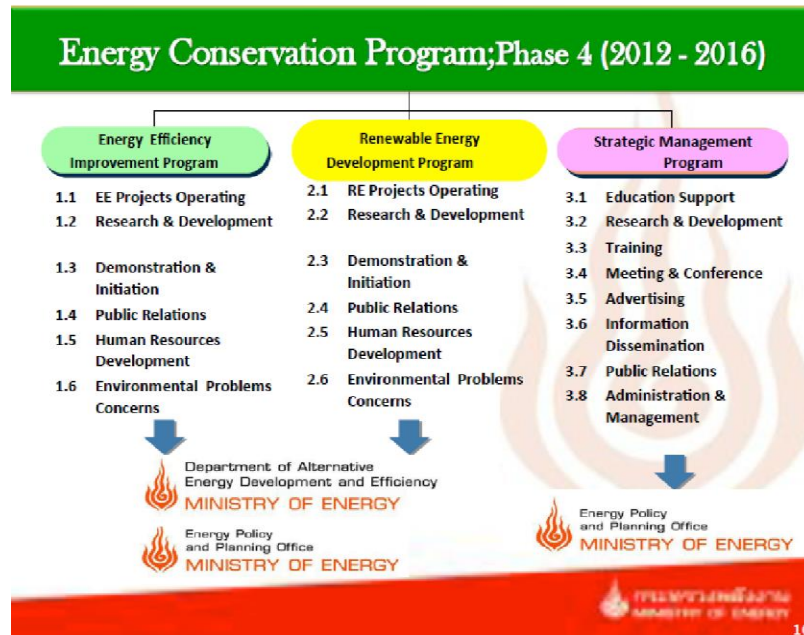 Energy Conservation Program;Phase 4 (2012 - 2016)
Energy Efficiency
Improvement Program
1.1 EE Projects Operating
1.2 Research & Development
1.3 Demonstration &
Initiation
1.4 Public Relations
1.5 Human Resources
Development
1.6 Environmental Problems
Concerns
Renewable Energy
Development Program
2.1 RE Projects Operating
2.2 Research & Development
2.3 Demonstration &
Initiation
2.4 Public Relations
2.5 Human Resources
Development
2.6 Environmental Problems
Concerns
Strategic Management
Program
3.1 Education Support
3.2 Research & Development
3.3 Training
3.4 Meeting & Conference
3.5 Advertising
3.6 Information
Dissemination
3.7 Public Relations
3.8 Administration &
Management
Department of Alternative
Energy Development and Efficiency
MINISTRY OF ENERGY
Energy Policy
and Planning Office
MINISTRY OF ENERGY
Energy Policy
and Planning Office
MINISTRY OF ENERGY
MINISTRY OF ENERGY